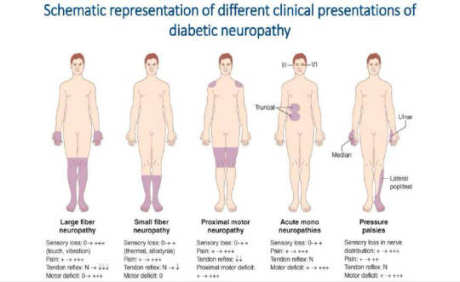 Schematic representation of different clinical presentations of
diabetic neuropathy
III
VI
Truncal
Ulnar
Median
Lateral
popliteal
Large fiber
neuropathy
Sensory loss: 0→+++
(touch, vibration)
Pain: +→+++
Tendon reflex: N→↓↓↓
Motor deficit: 0→+++
Small fiber
neuropathy
Sensory loss: 0→+
(thermal, allodynia)
Pain: +→+++
Tendon reflex: N→↓
Motor deficit: 0
Proximal motor
neuropathy
Sensory loss: 0→+
Pain: +→+++
Tendon reflex: ↓↓
Proximal motor deficit:
+→+++
Acute mono
neuropathies
Sensory loss: 0→+
Pain: +→+++
Tendon reflex: N
Motor deficit: +→+++
Pressure
palsies
Sensory loss in nerve
distribution: +→+++
Pain: +→++
Tendon reflex: N
Motor deficit: +→+++